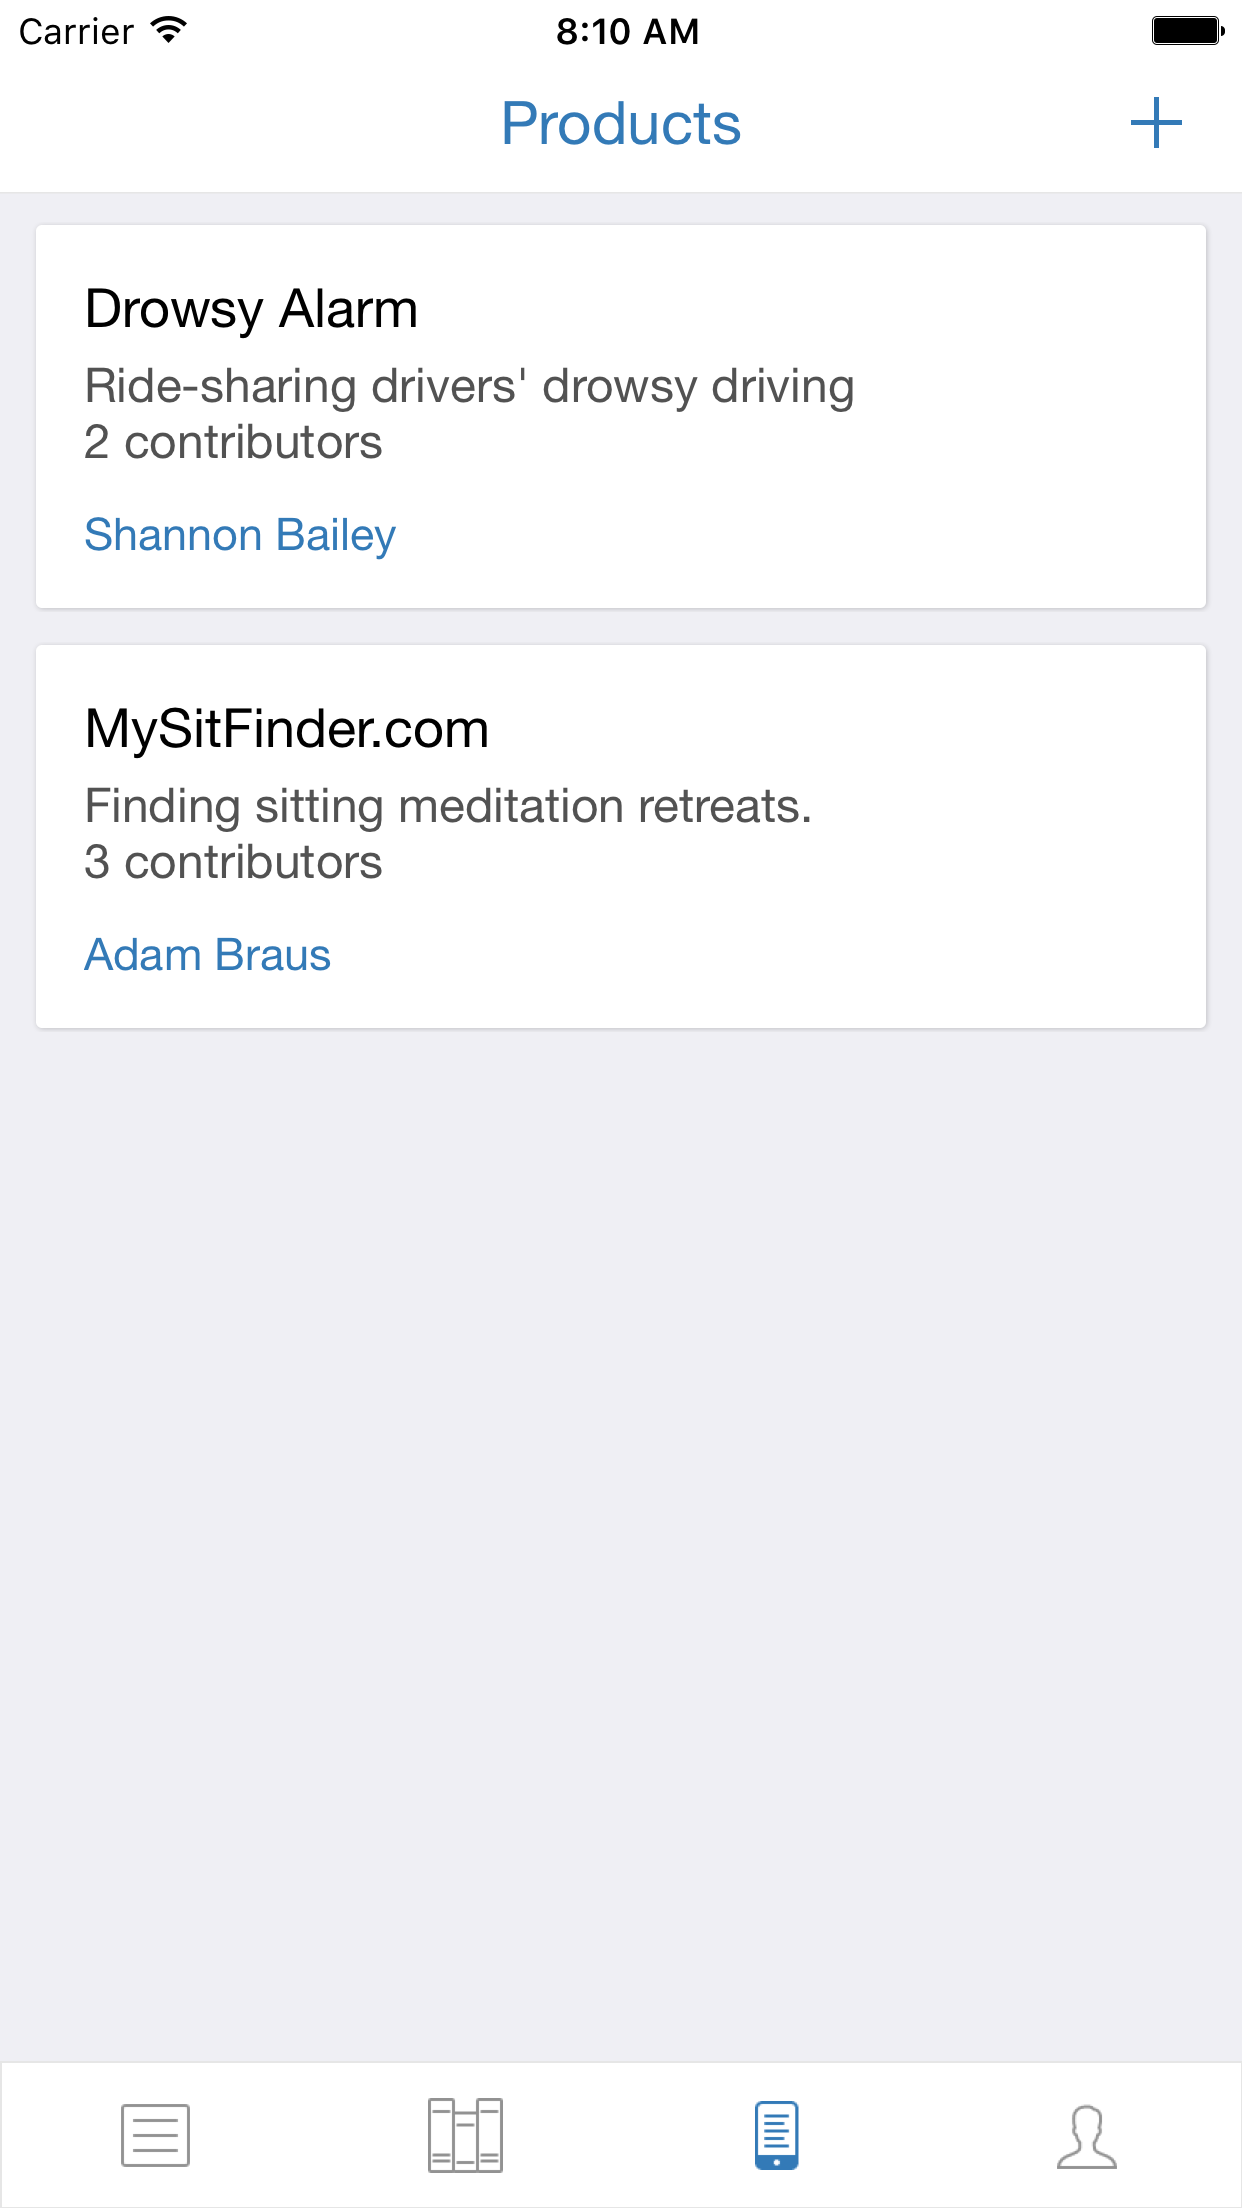 Carrier
8:10 AM
Products
Drowsy Alarm
Ride-sharing drivers' drowsy driving
2 contributors
Shannon Bailey
MySitFinder.com
Finding sitting meditation retreats.
3 contributors
Adam Braus